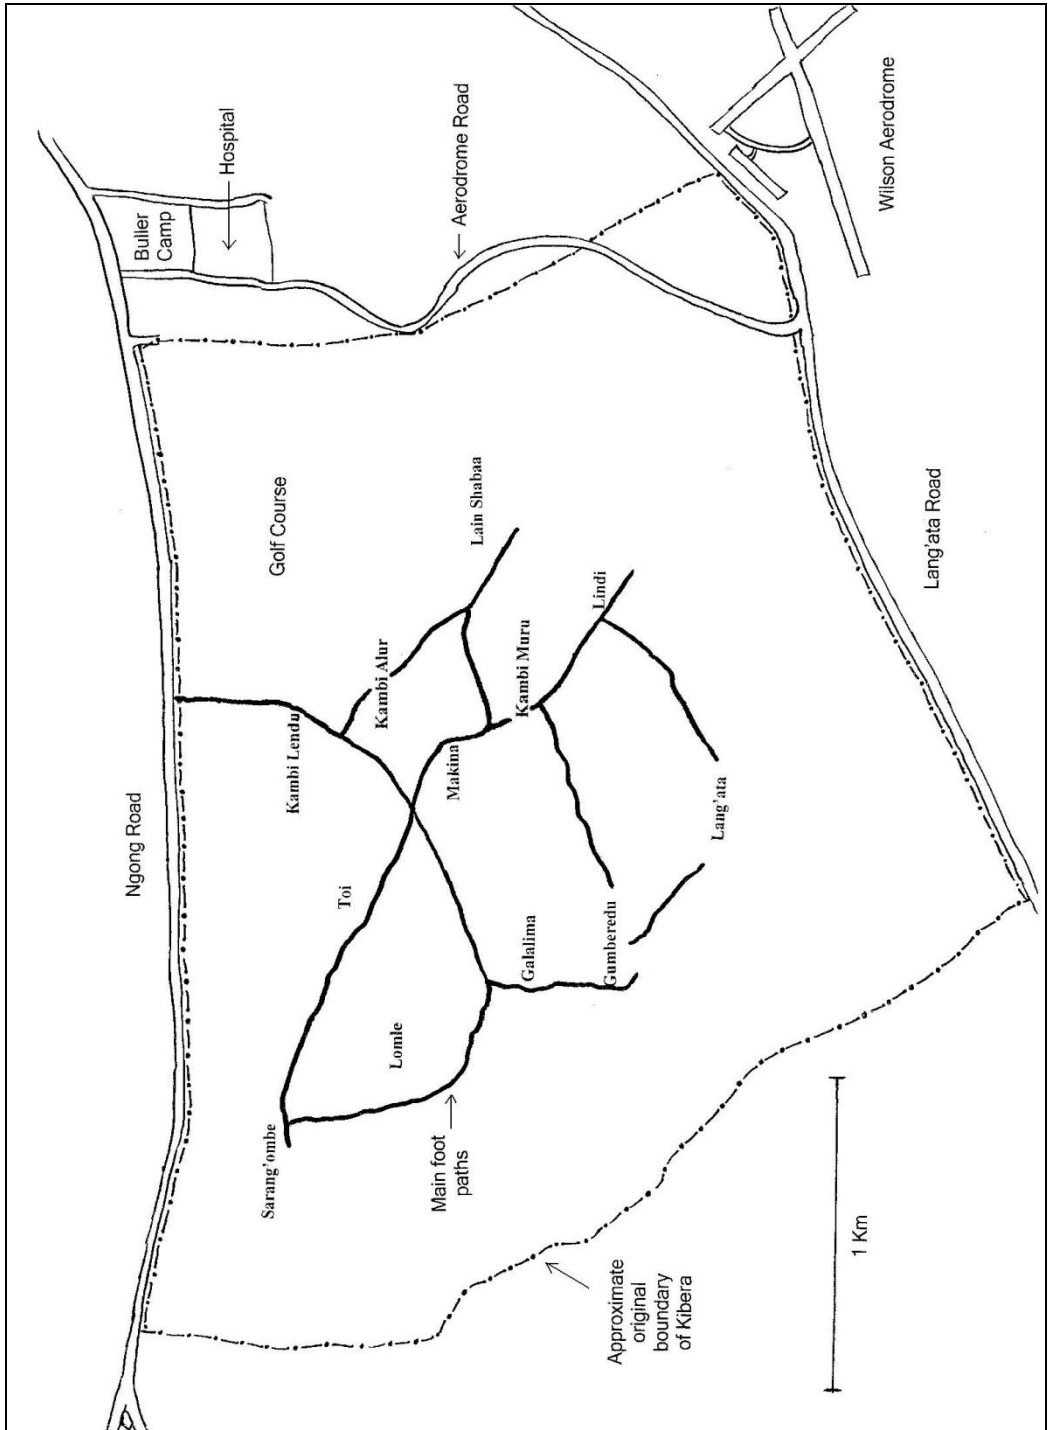 Ngong Road
Buller
Camp
Hospital
Sarang'ombe
Golf Course
Kambi Lendu
Toi
Kambi Alur
Lomle
Main foot
paths
Makina
Aerodrome Road
Lain Shabaa
Galalima
Kambi Muru
Lindi
Gumberedu
Approximate
original
boundary
of Kibera
Lang'ata
1 Km
Wilson Aerodrome
Lang'ata Road